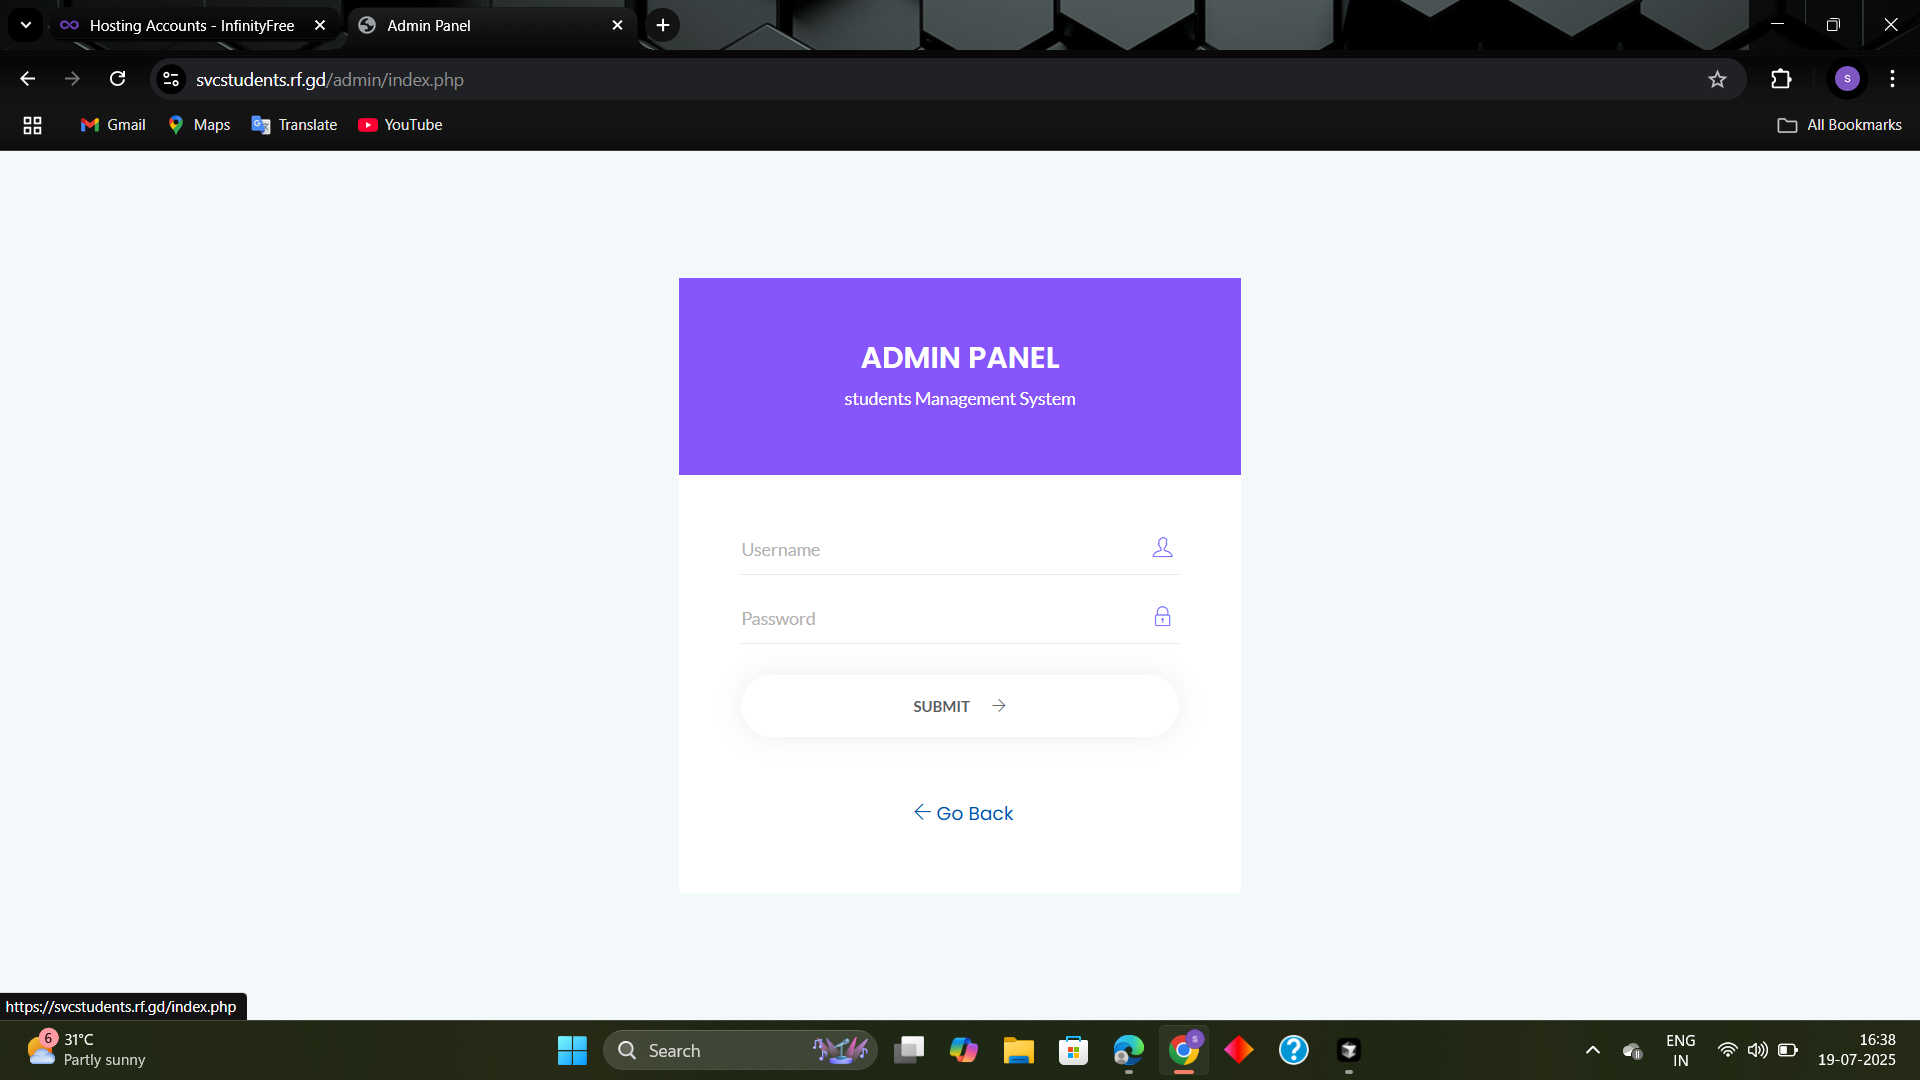 Hosting Accounts - InfinityFree
Admin Panel
svcstudents.rf.gd/admin/index.php
S
Gmail
Maps
Translate
YouTube
All Bookmarks
ADMIN PANEL
students Management System
Username
Password
SUBMIT
Go Back
https://svcstudents.rf.gd/index.php
6
31°C
Partly sunny
Search
S
ENG
IN
16:38
19-07-2025